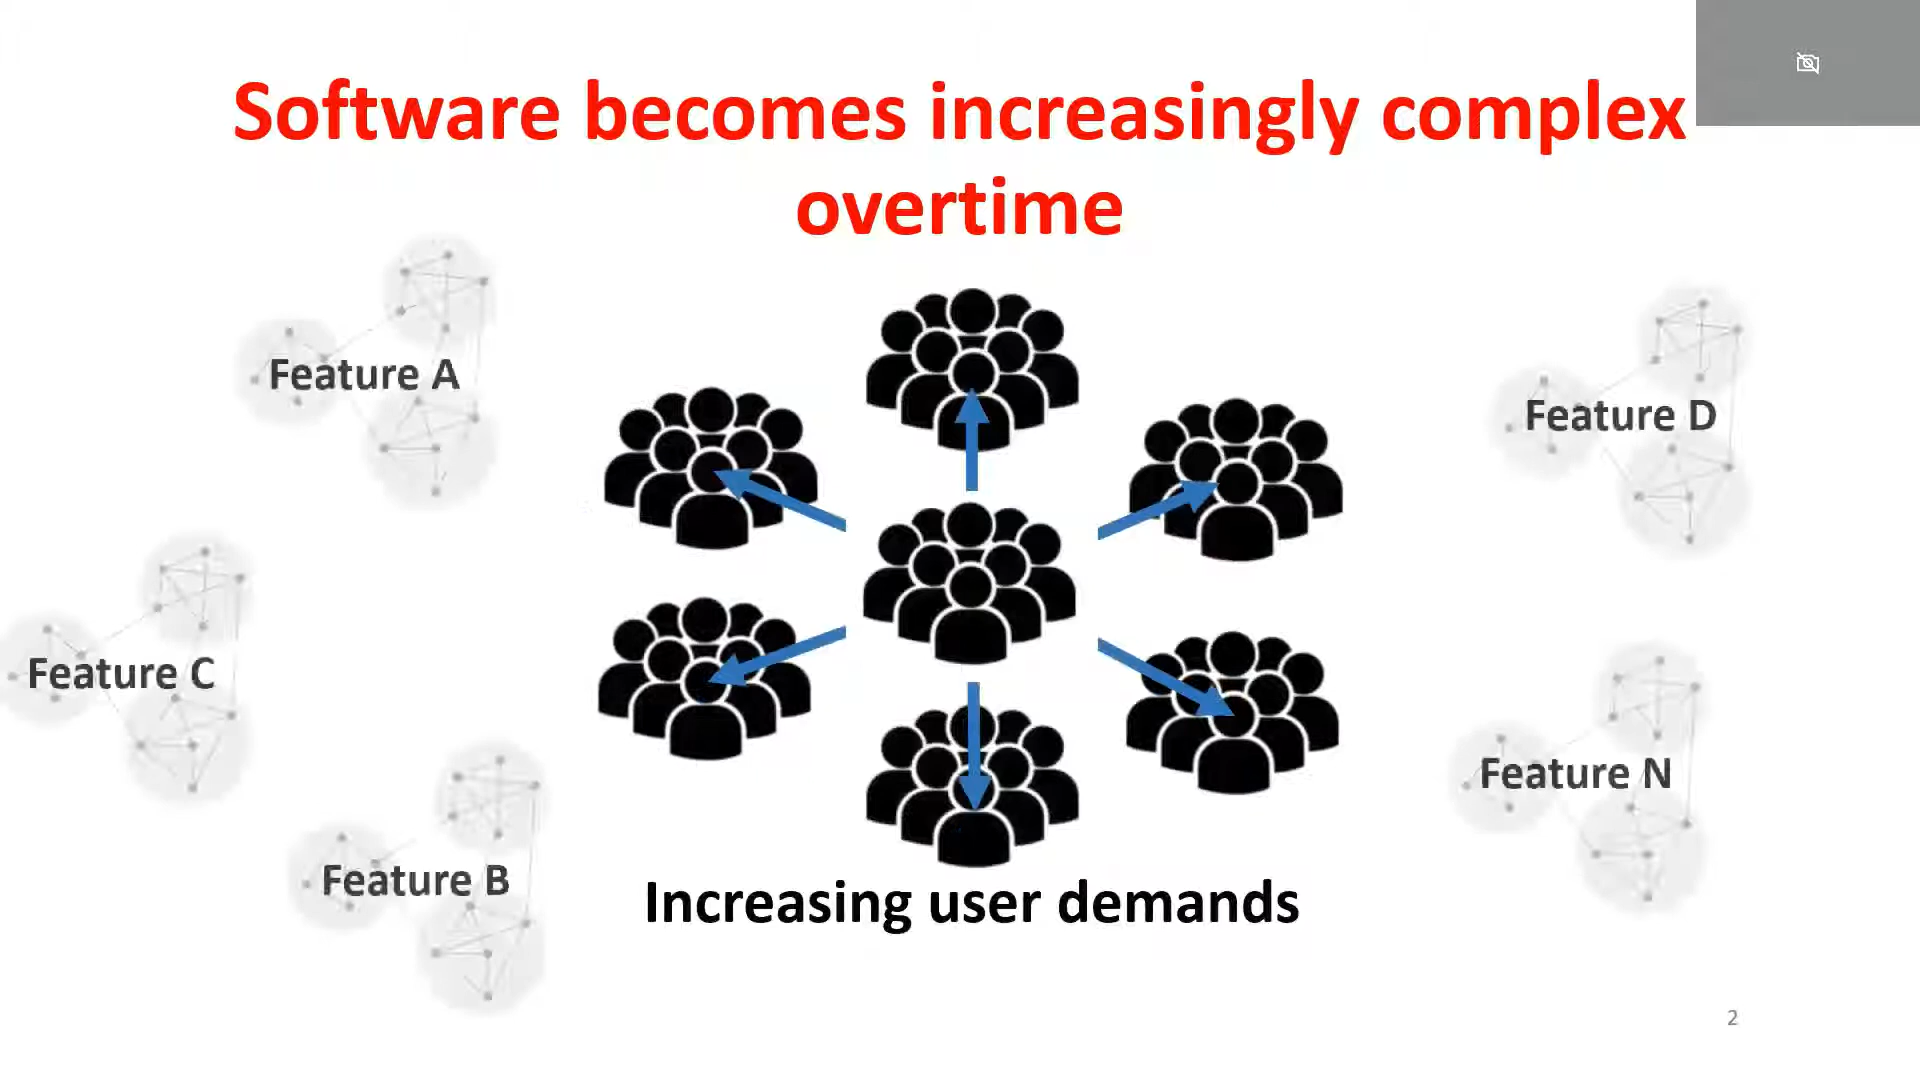 Software becomes increasingly complex
overtime
Feature A
Feature D
Feature C
Feature N
Feature B
Increasing user demands
2